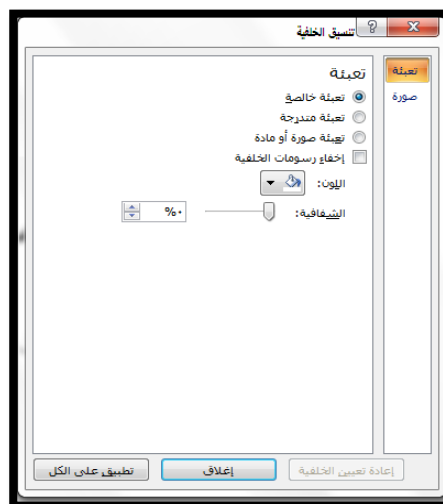 تنسيق الخلفية
تعبئة
صورة
تعبئة
تعبئة خالصة
تعبئة متدرجة
تعبئة صورة أو مادة
إخفاء رسومات الخلفية
اللون:
الشفافية:
%٠
إعادة تعيين الخلفية
إغلاق
تطبيق على الكل